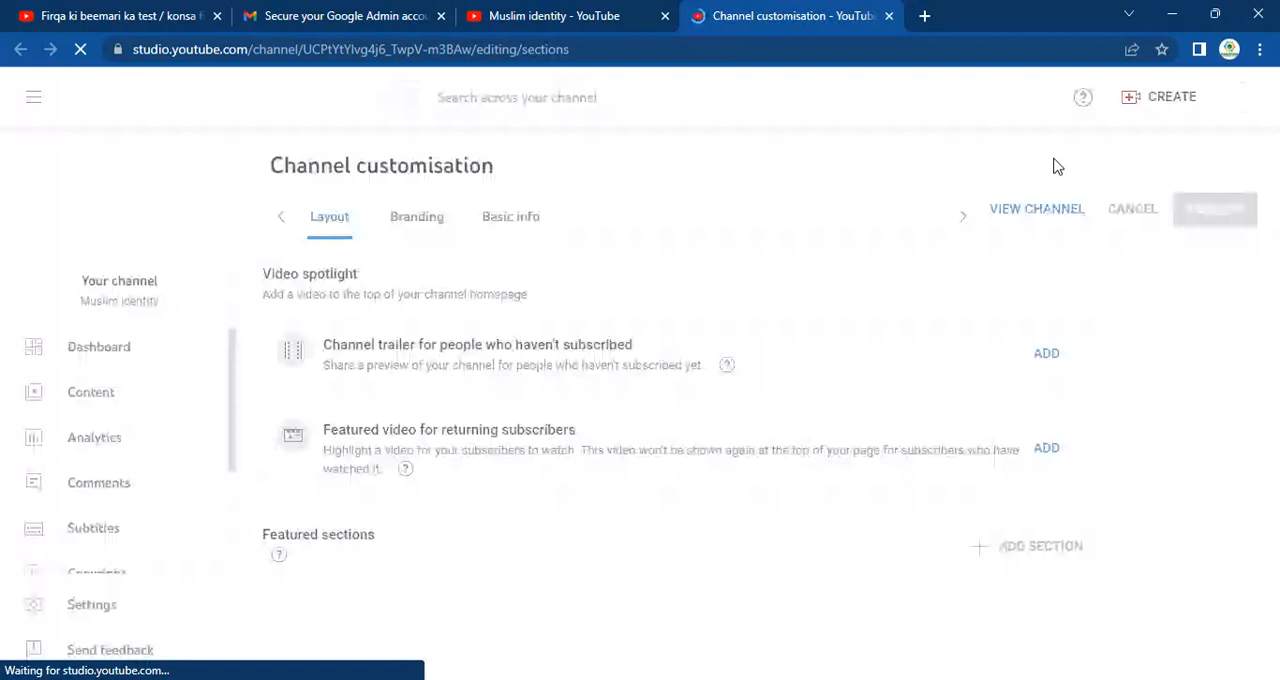 Firqa ki beemari ka test / konsa f
Secure your Google Admin accou
Muslim identity - YouTube
Channel customisation - YouTub
studio.youtube.com/channel/UCPtYtYlvg4j6_TwpV-m3BAw/editing/sections
Search across your channel
CREATE
Channel customisation
Layout
Branding
Basic info
VIEW CHANNEL
CANCEL
Your channel
Muslim identity
Dashboard
Content
Analytics
Comments
Subtitles
Copyright
Settings
Send feedback
Video spotlight
Add a video to the top of your channel homepage
Channel trailer for people who haven't subscribed
Share a preview of your channel for people who haven't subscribed yet.
ADD
Featured video for returning subscribers
Highlight a video for your subscribers to watch. This video won't be shown again at the top of your page for subscribers who have
watched it.
ADD
Featured sections
ADD SECTION
Waiting for studio.youtube.com...